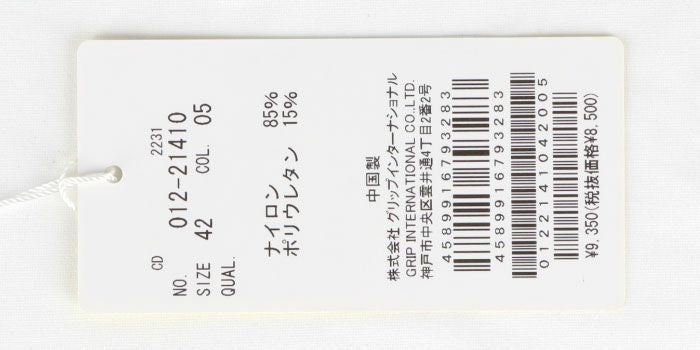 CD 2231
NO. 012-21410
SIZE 42 COL. 05
QUAL.
ナイロン 85%
ポリウレタン 15%
中国製
株式会社 グリップインターナショナル
GRIP INTERNATIONAL CO.,LTD.
神戸市中央区雲井通4丁目2番2号
4589916793283
4589916793283
0122141042005
¥9,350(税抜価格¥8,500)